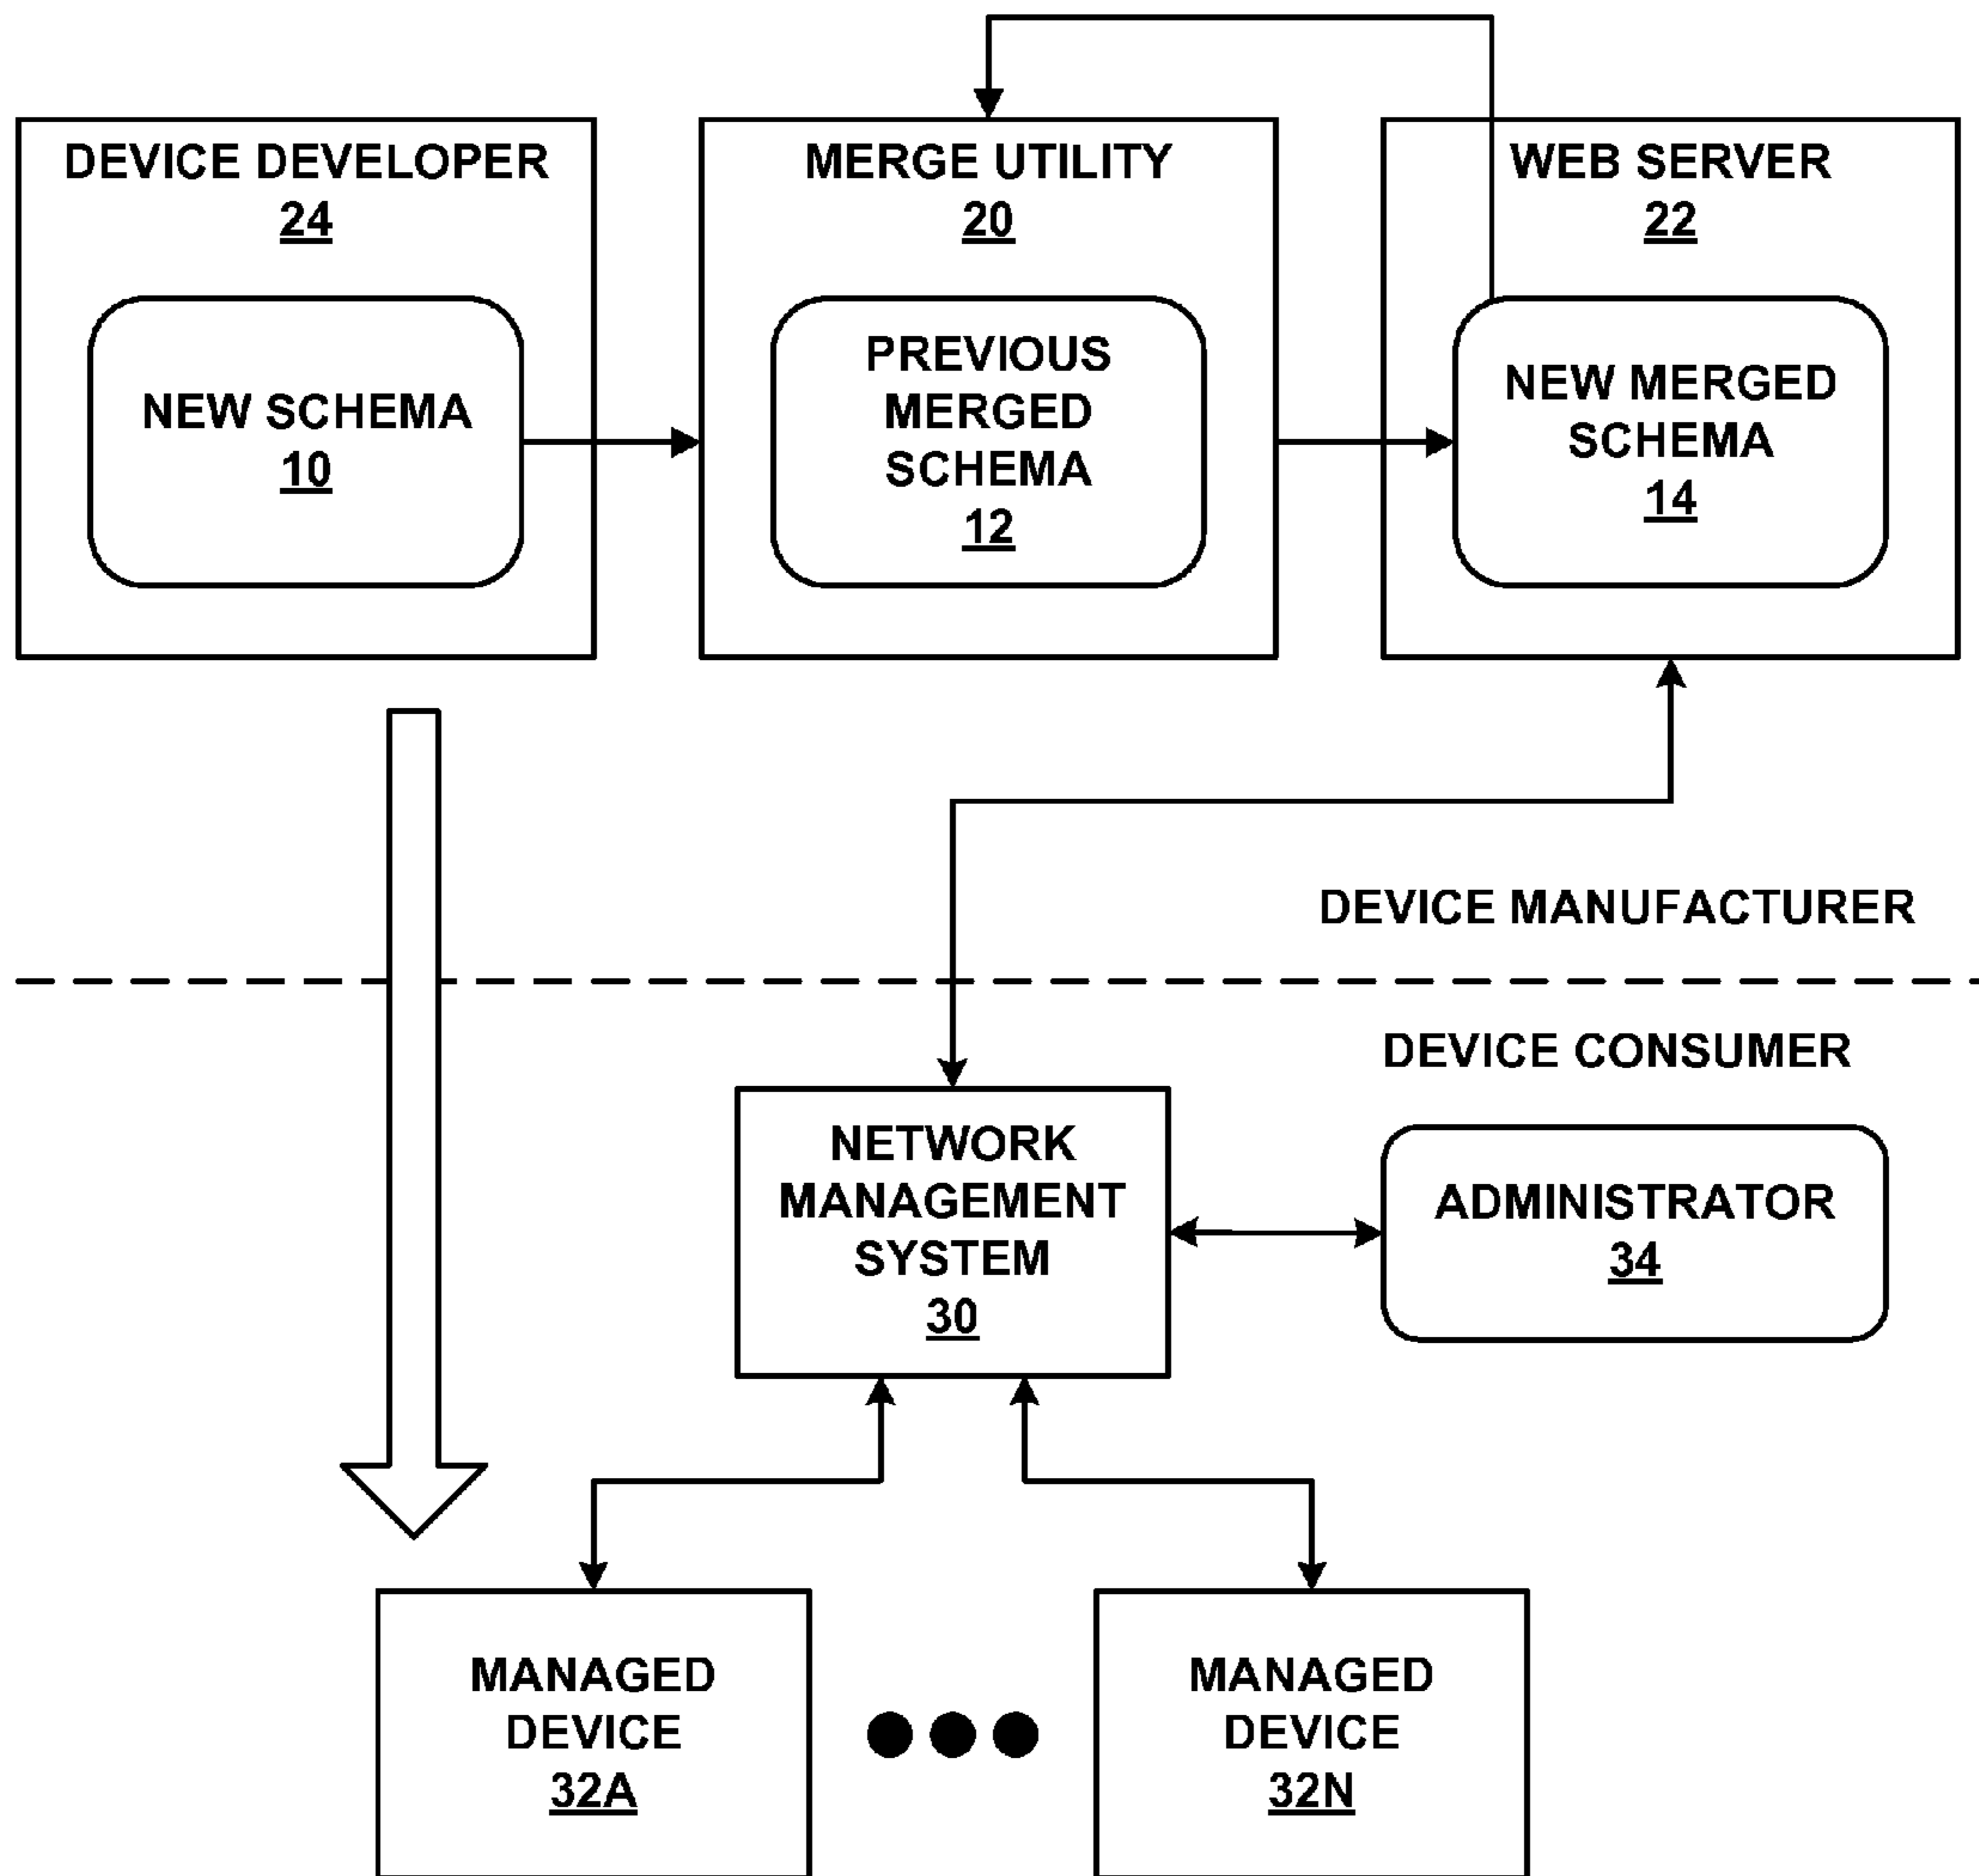 DEVICE DEVELOPER
24
NEW SCHEMA
10
MERGE UTILITY
20
PREVIOUS
MERGED
SCHEMA
12
WEB SERVER
22
NEW MERGED
SCHEMA
14
DEVICE MANUFACTURER
DEVICE CONSUMER
NETWORK
MANAGEMENT
SYSTEM
30
ADMINISTRATOR
34
MANAGED
DEVICE
32A
MANAGED
DEVICE
32N